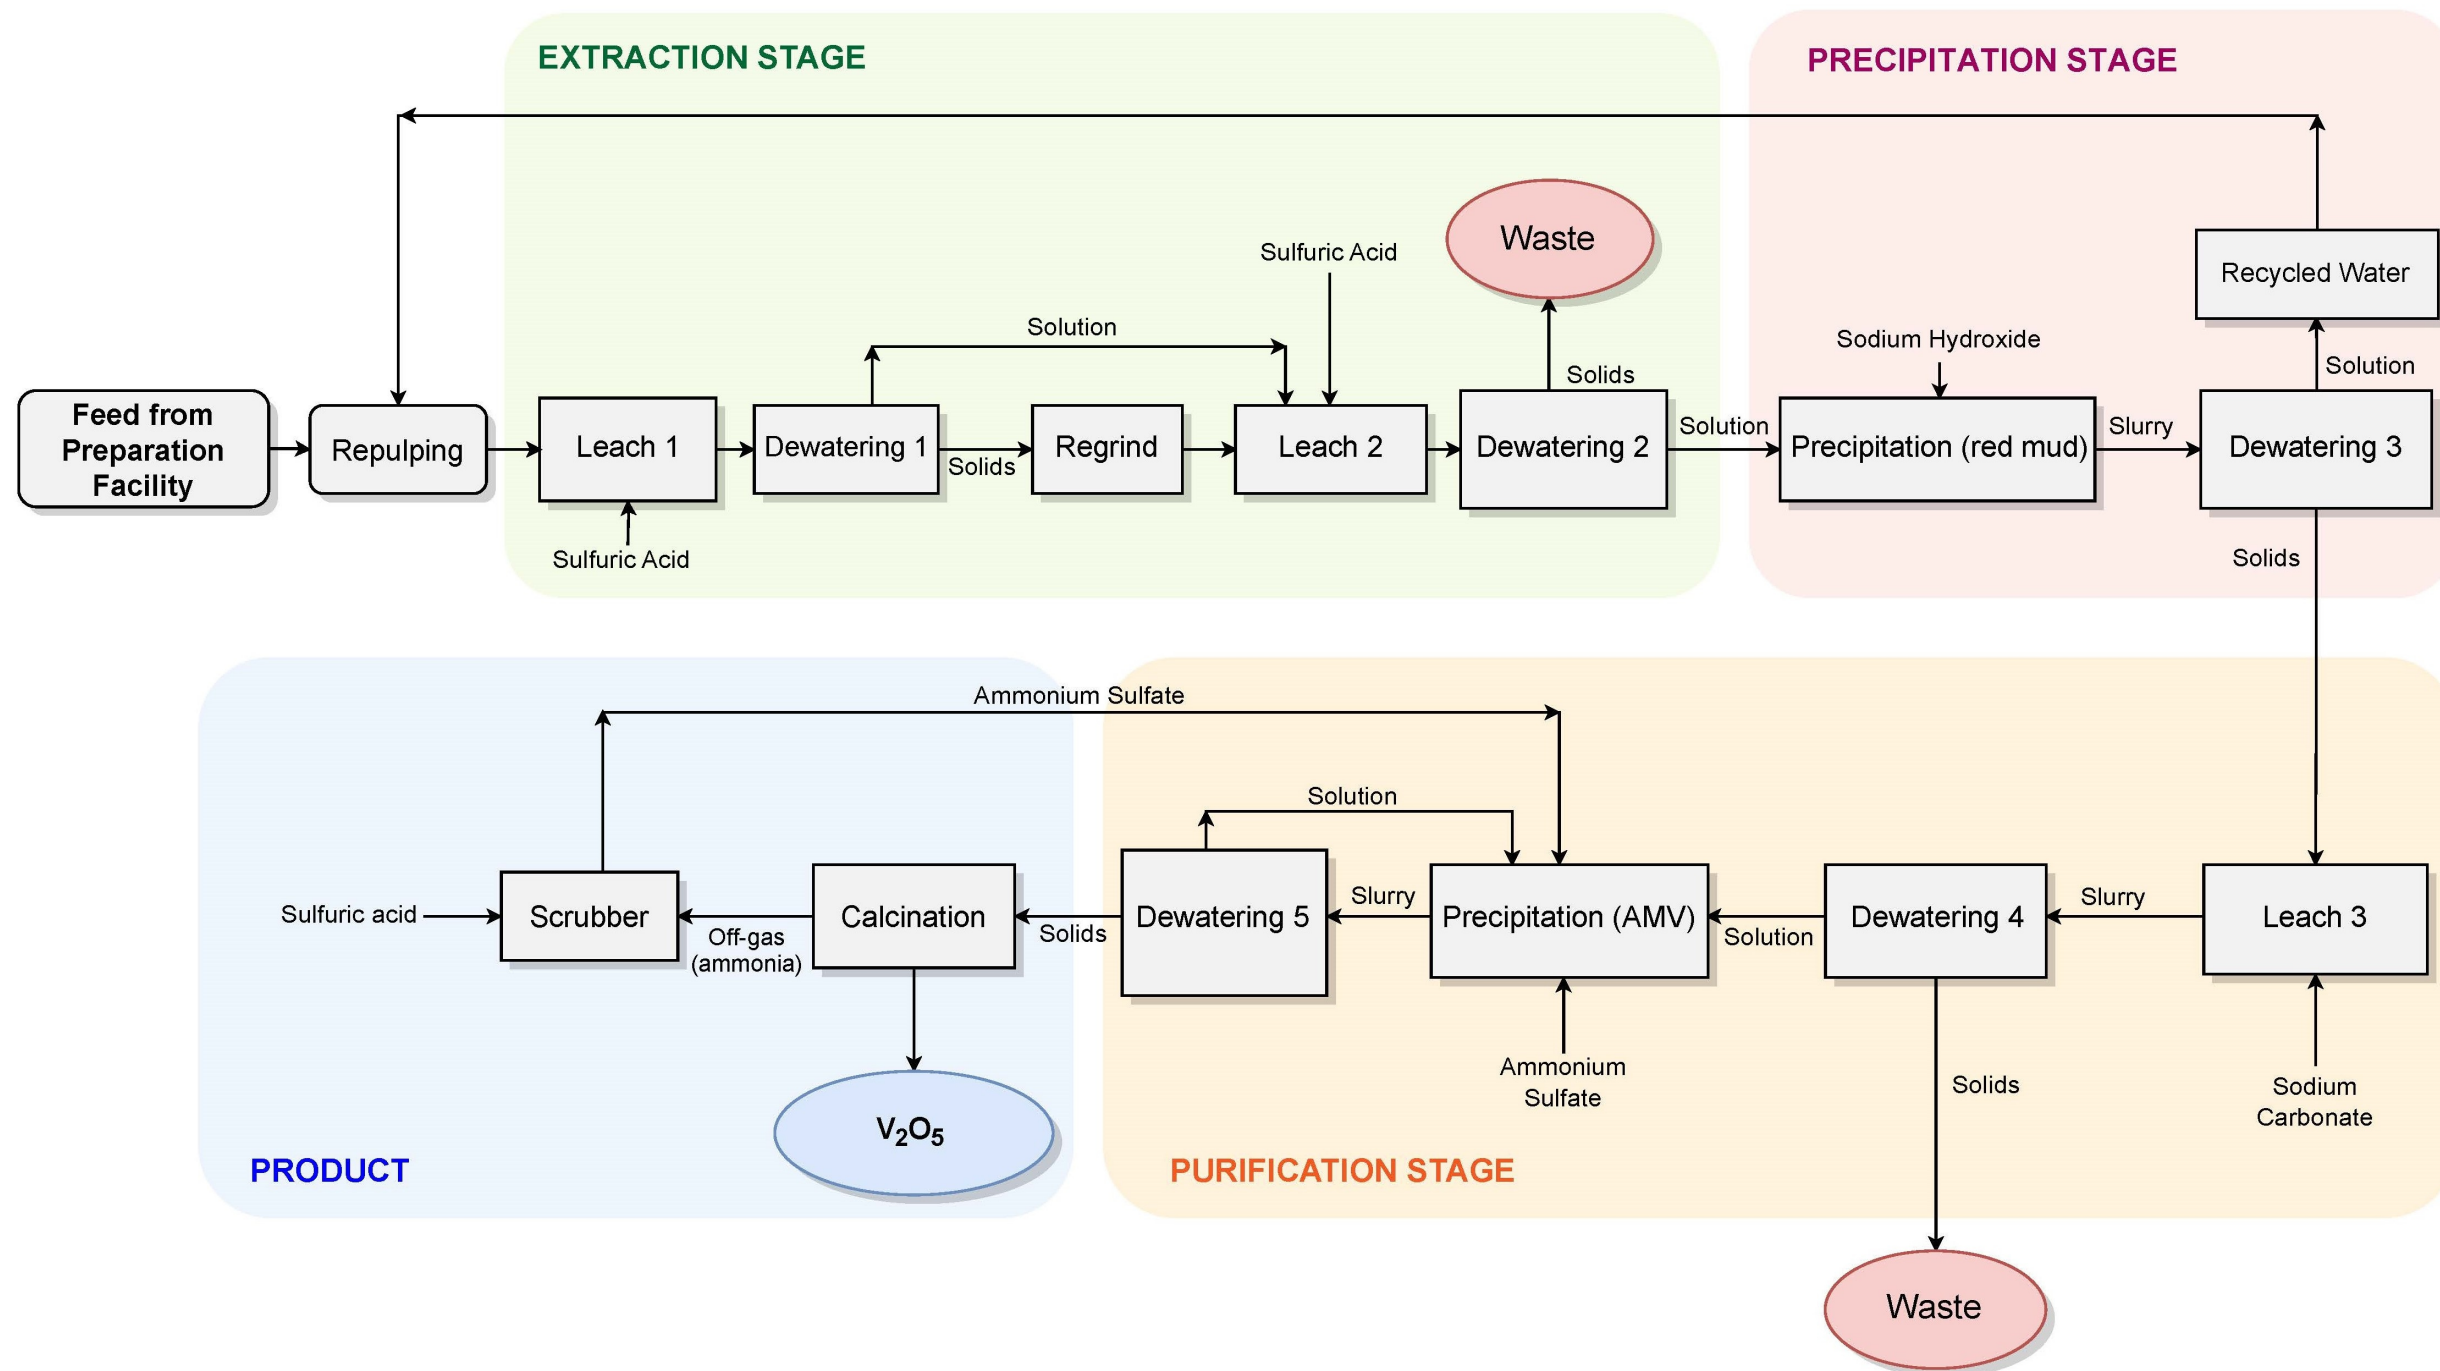 EXTRACTION STAGE
PRECIPITATION STAGE
Waste
Sulfuric Acid
Recycled Water
Solution
Sodium Hydroxide
Solids
Solution
Feed from
Preparation
Facility
Repulping
Leach 1
Dewatering 1
Solids
Regrind
Leach 2
Dewatering 2
Solution
Precipitation (red mud)
Slurry
Dewatering 3
Sulfuric Acid
Solids
Ammonium Sulfate
Solution
Sulfuric acid
Scrubber
Off-gas
(ammonia)
Calcination
Solids
Dewatering 5
Slurry
Precipitation (AMV)
Solution
Dewatering 4
Slurry
Leach 3
Ammonium
Sulfate
Solids
Sodium
Carbonate
V₂O₅
PRODUCT
PURIFICATION STAGE
Waste